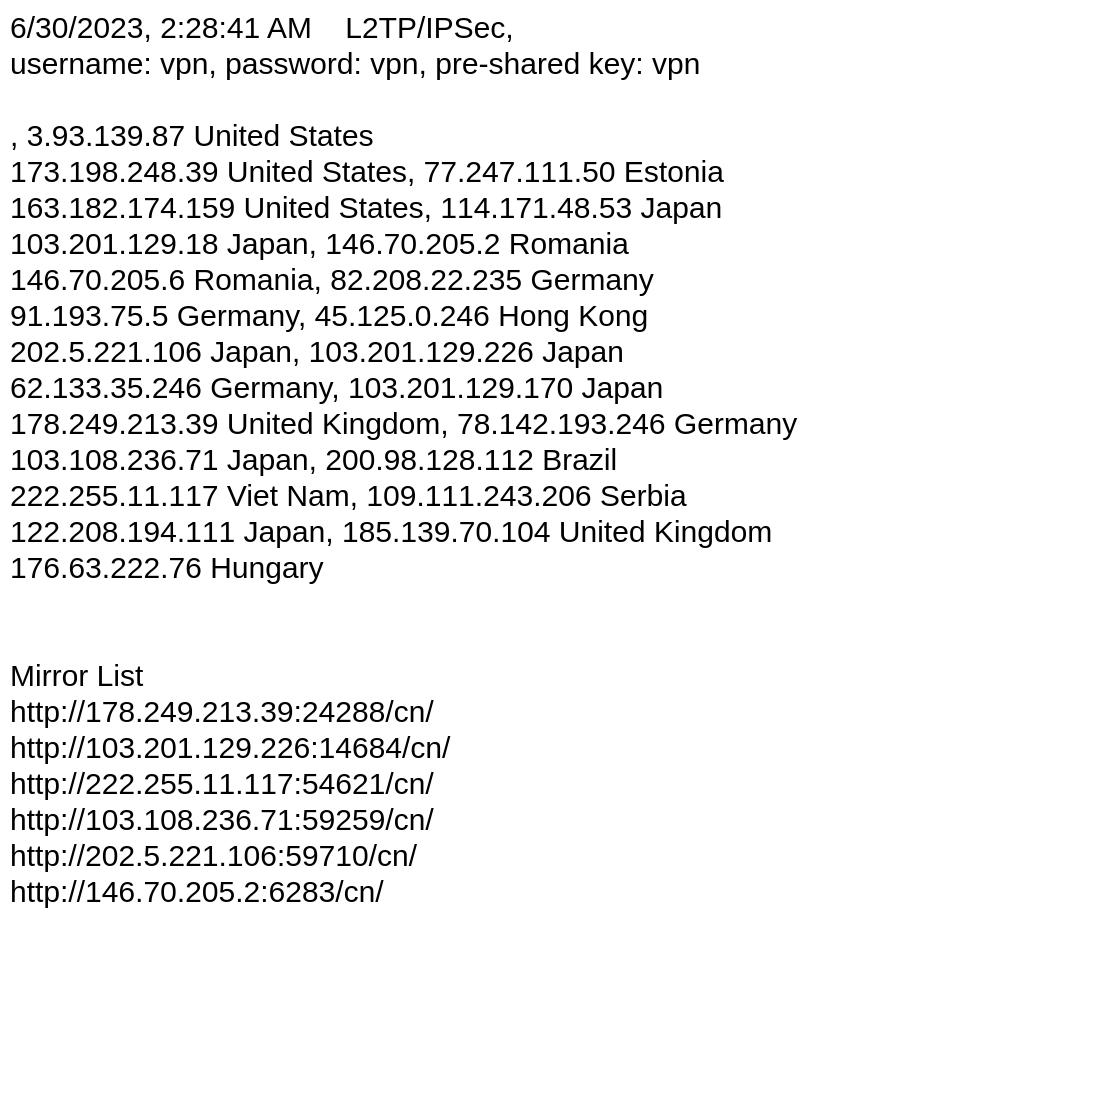 6/30/2023, 2:28:41 AM    L2TP/IPSec,
username: vpn, password: vpn, pre-shared key: vpn
, 3.93.139.87 United States
173.198.248.39 United States, 77.247.111.50 Estonia
163.182.174.159 United States, 114.171.48.53 Japan
103.201.129.18 Japan, 146.70.205.2 Romania
146.70.205.6 Romania, 82.208.22.235 Germany
91.193.75.5 Germany, 45.125.0.246 Hong Kong
202.5.221.106 Japan, 103.201.129.226 Japan
62.133.35.246 Germany, 103.201.129.170 Japan
178.249.213.39 United Kingdom, 78.142.193.246 Germany
103.108.236.71 Japan, 200.98.128.112 Brazil
222.255.11.117 Viet Nam, 109.111.243.206 Serbia
122.208.194.111 Japan, 185.139.70.104 United Kingdom
176.63.222.76 Hungary
Mirror List
http://178.249.213.39:24288/cn/
http://103.201.129.226:14684/cn/
http://222.255.11.117:54621/cn/
http://103.108.236.71:59259/cn/
http://202.5.221.106:59710/cn/
http://146.70.205.2:6283/cn/